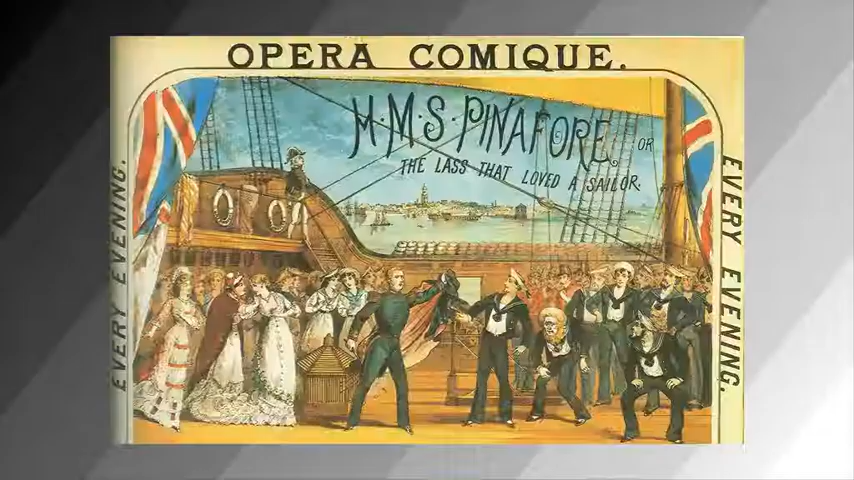 OPERA COMIQUE.
H·M·S·PINAFORE OR
THE LASS THAT LOVED A SAILOR.
EVERY EVENING.
EVERY EVENING.